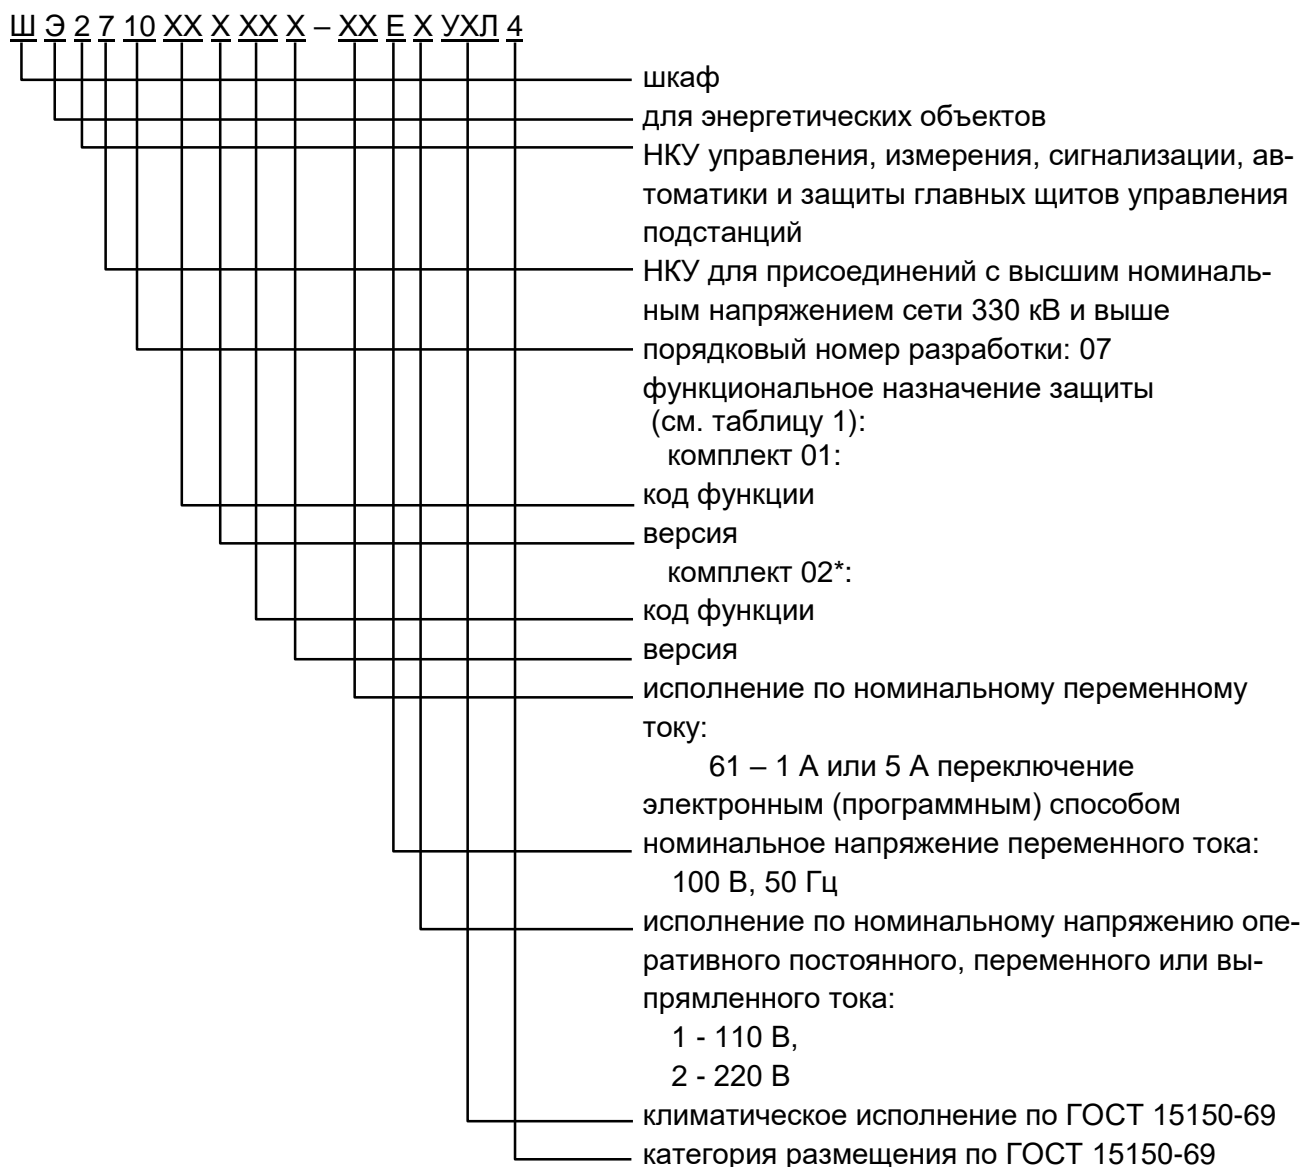 Ш Э 2 7 10 ХХ Х ХХ Х – ХХ Е Х УХЛ 4
шкаф
для энергетических объектов
НКУ управления, измерения, сигнализации, ав-
томатики и защиты главных щитов управления
подстанций
НКУ для присоединений с высшим номиналь-
ным напряжением сети 330 кВ и выше
порядковый номер разработки: 07
функциональное назначение защиты
(см. таблицу 1):
комплект 01:
код функции
версия
комплект 02*:
код функции
версия
исполнение по номинальному переменному
току:
61 – 1 А или 5 А переключение
электронным (программным) способом
номинальное напряжение переменного тока:
100 В, 50 Гц
исполнение по номинальному напряжению опе-
ративного постоянного, переменного или вы-
прямленного тока:
1 - 110 В,
2 - 220 В
климатическое исполнение по ГОСТ 15150-69
категория размещения по ГОСТ 15150-69